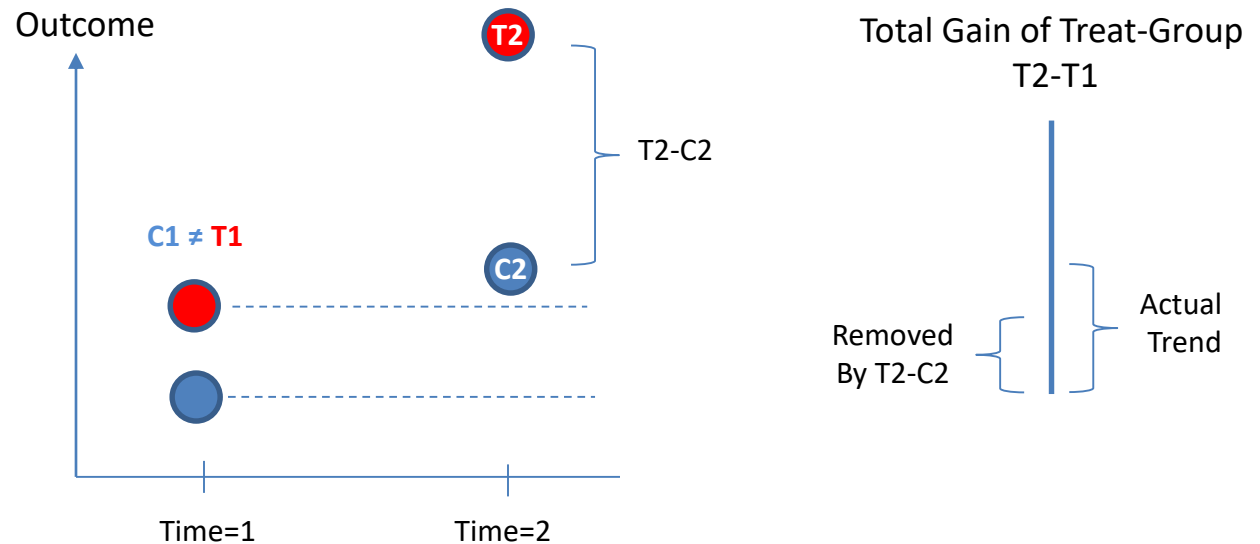 Outcome
T2
T2-C2
C1 ≠ T1
C2
Time=1
Time=2
Total Gain of Treat-Group
T2-T1
Removed
By T2-C2
Actual
Trend